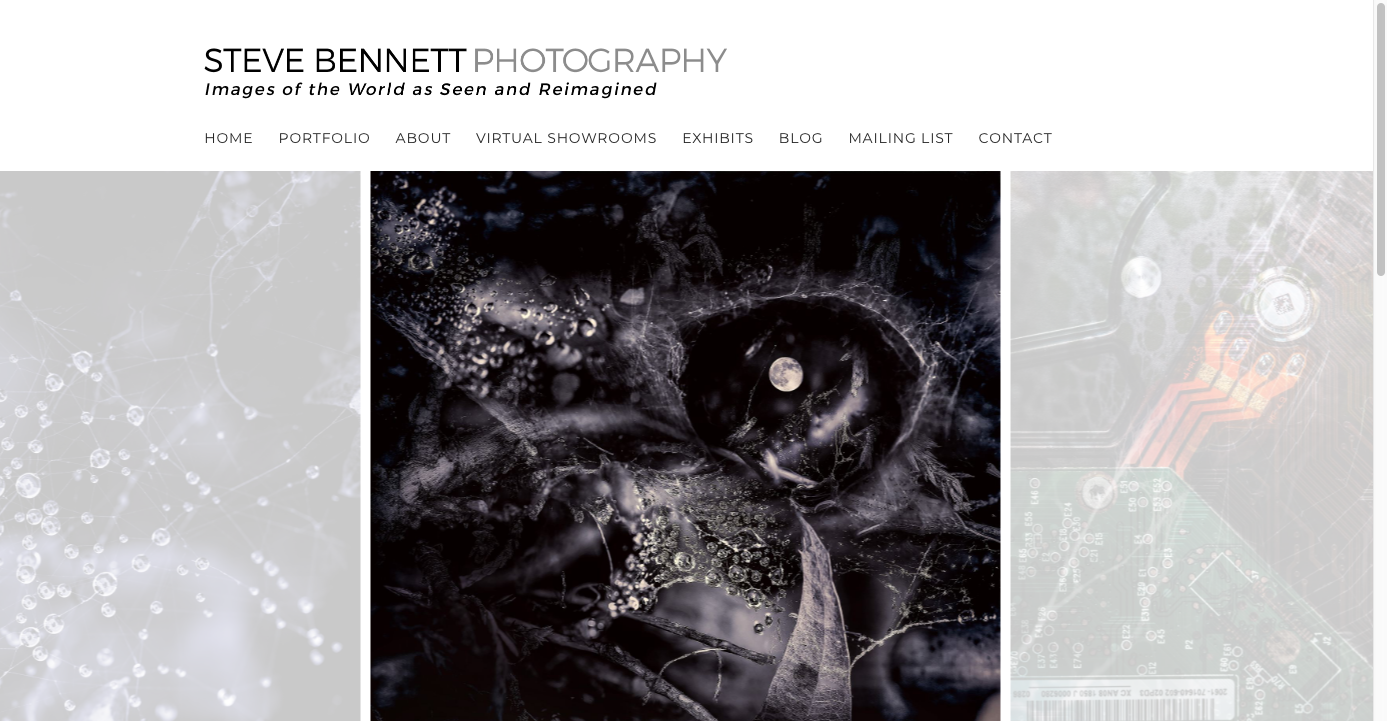 STEVE BENNETT PHOTOGRAPHY
Images of the World as Seen and Reimagined
HOME PORTFOLIO ABOUT VIRTUAL SHOWROOMS EXHIBITS BLOG MAILING LIST CONTACT